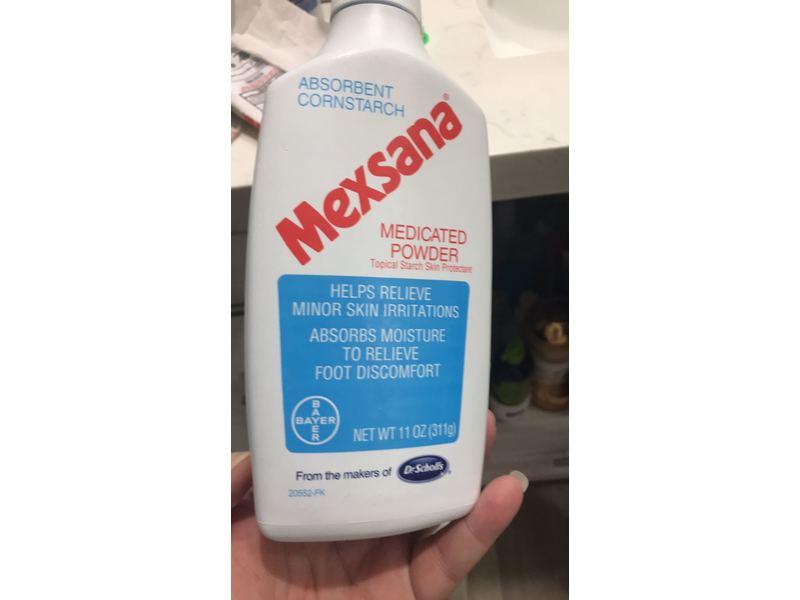 ABSORBENT
CORNSTARCH
Mexsana®
MEDICATED
POWDER
Topical Starch Skin Protectant
HELPS RELIEVE
MINOR SKIN IRRITATIONS
ABSORBS MOISTURE
TO RELIEVE
FOOT DISCOMFORT
BAYER
BAYER
NET WT 11 OZ (311g)
From the makers of Dr. Scholl's
20552-FK